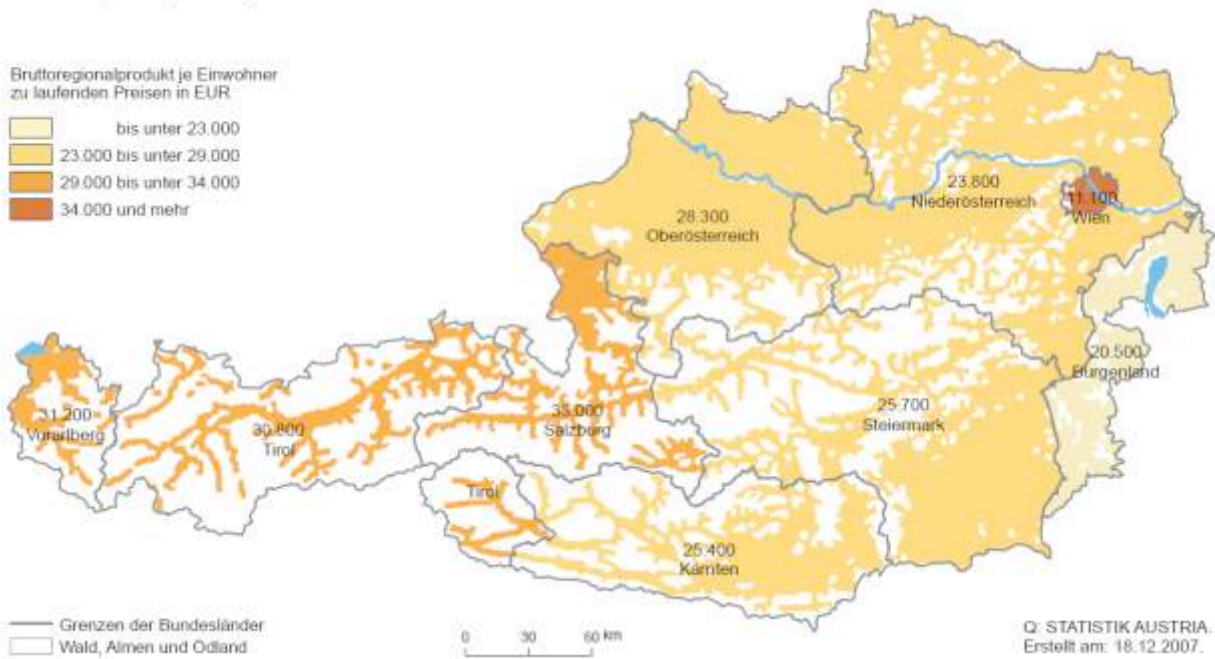 Bruttoregionalprodukt je Einwohner
zu laufenden Preisen in EUR
bis unter 23.000
23.000 bis unter 29.000
29.000 bis unter 34.000
34.000 und mehr
23.800
Niederösterreich
41.100
Wien
28.300
Oberösterreich
20.500
Burgenland
31.200
Vorarlberg
30.800
Tirol
33.000
Salzburg
25.700
Steiermark
Tirol
25.400
Kärnten
Grenzen der Bundesländer
Wald, Almen und Ödland
0 30 60 km
Q: STATISTIK AUSTRIA.
Erstellt am: 18.12.2007.